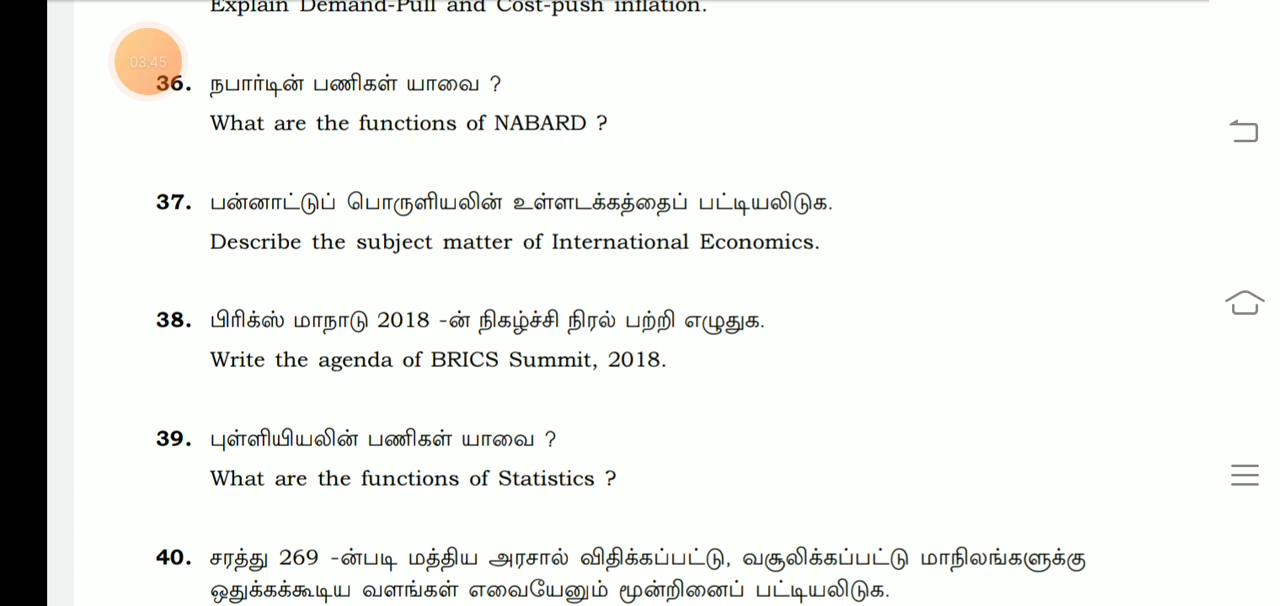 Explain Demand-Pull and Cost-push inflation.
03:45
36. நபார்டின் பணிகள் யாவை ?
What are the functions of NABARD ?
37. பன்னாட்டுப் பொருளியலின் உள்ளடக்கத்தைப் பட்டியலிடுக.
Describe the subject matter of International Economics.
38. பிரிக்ஸ் மாநாடு 2018 -ன் நிகழ்ச்சி நிரல் பற்றி எழுதுக.
Write the agenda of BRICS Summit, 2018.
39. புள்ளியியலின் பணிகள் யாவை ?
What are the functions of Statistics ?
40. சரத்து 269 -ன்படி மத்திய அரசால் விதிக்கப்பட்டு, வசூலிக்கப்பட்டு மாநிலங்களுக்கு
ஒதுக்கக்கூடிய வளங்கள் எவையேனும் மூன்றினைப் பட்டியலிடுக.